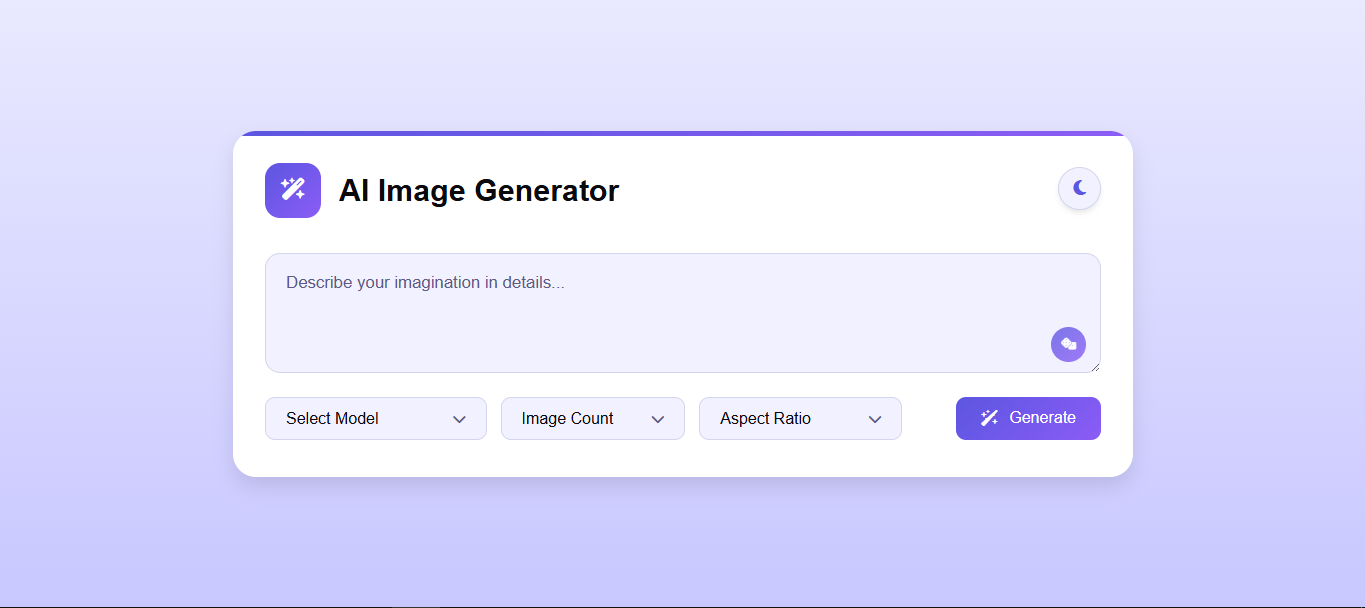 AI Image Generator
Describe your imagination in details...
Select Model
Image Count
Aspect Ratio
Generate